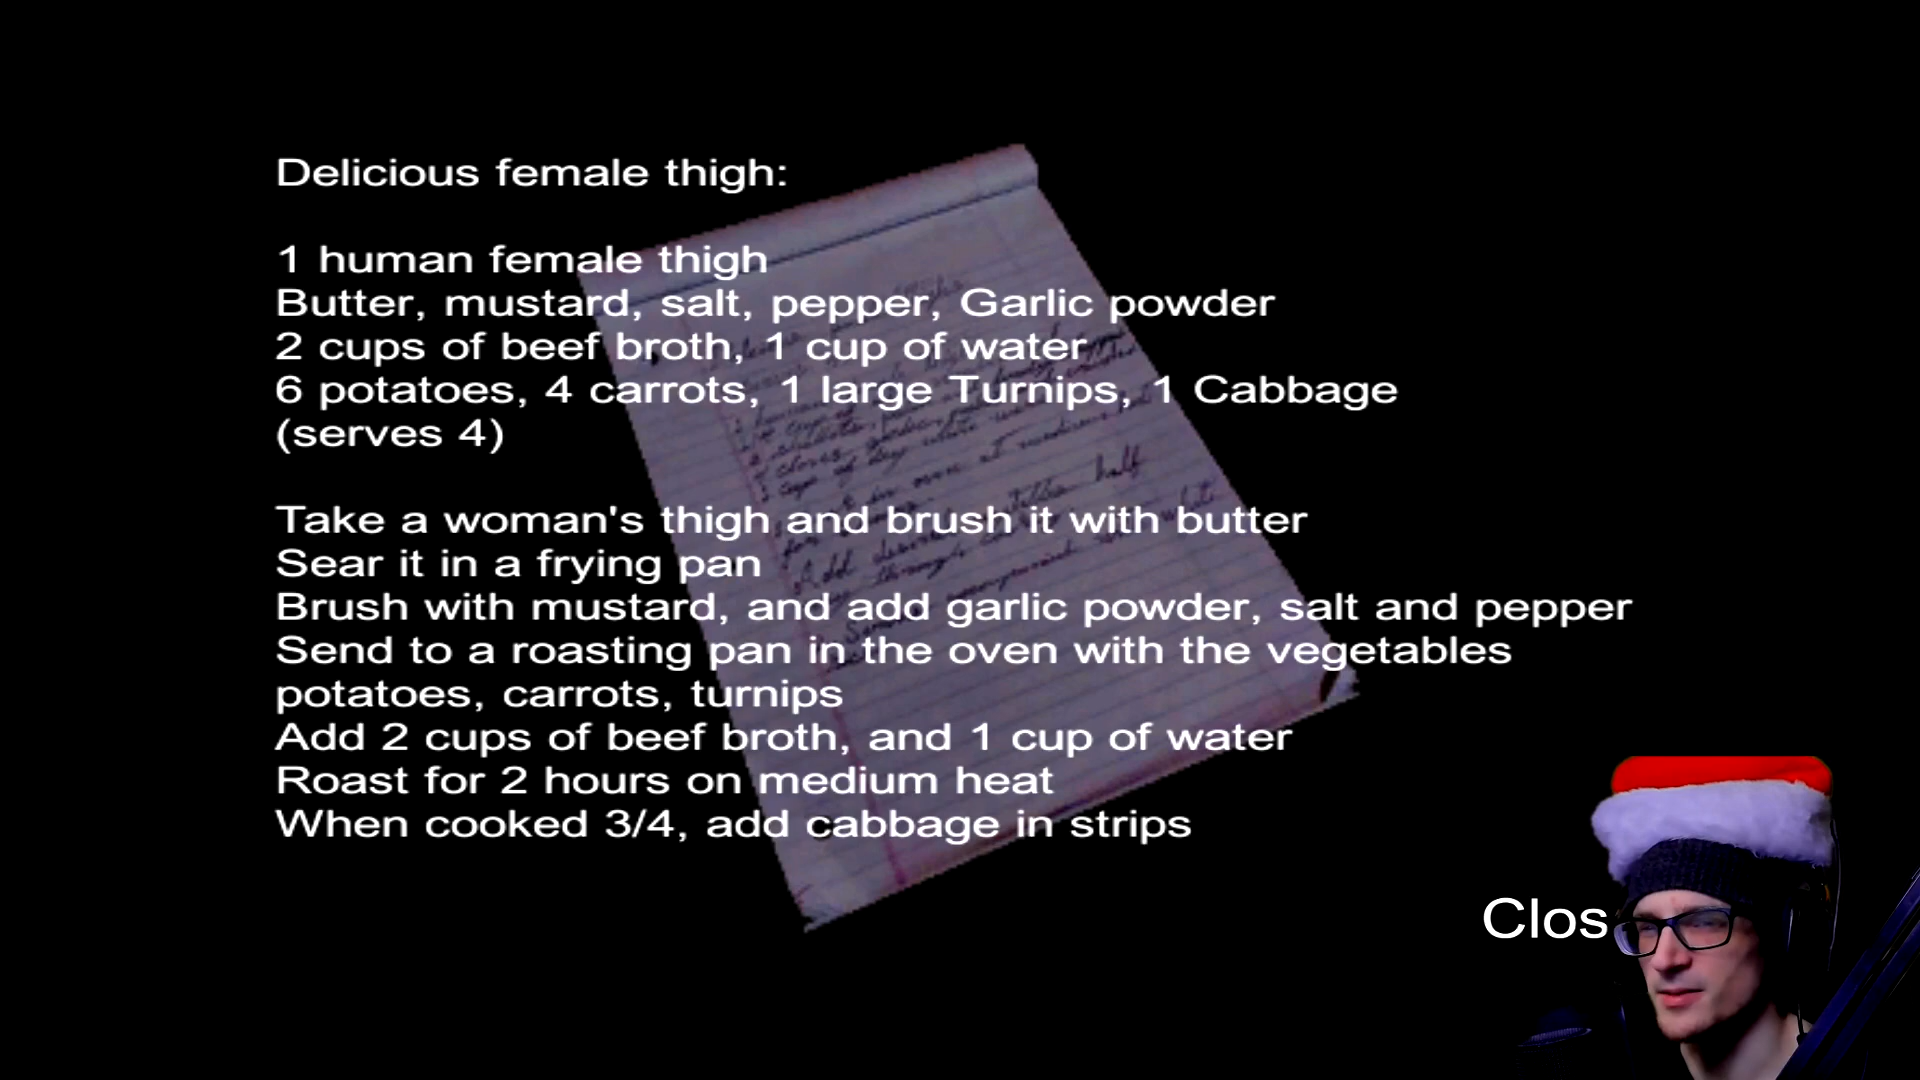 Delicious female thigh:
1 human female thigh
Butter, mustard, salt, pepper, Garlic powder
2 cups of beef broth, 1 cup of water
6 potatoes, 4 carrots, 1 large Turnips, 1 Cabbage
(serves 4)
Take a woman's thigh and brush it with butter
Sear it in a frying pan
Brush with mustard, and add garlic powder, salt and pepper
Send to a roasting pan in the oven with the vegetables
potatoes, carrots, turnips
Add 2 cups of beef broth, and 1 cup of water
Roast for 2 hours on medium heat
When cooked 3/4, add cabbage in strips
Clos